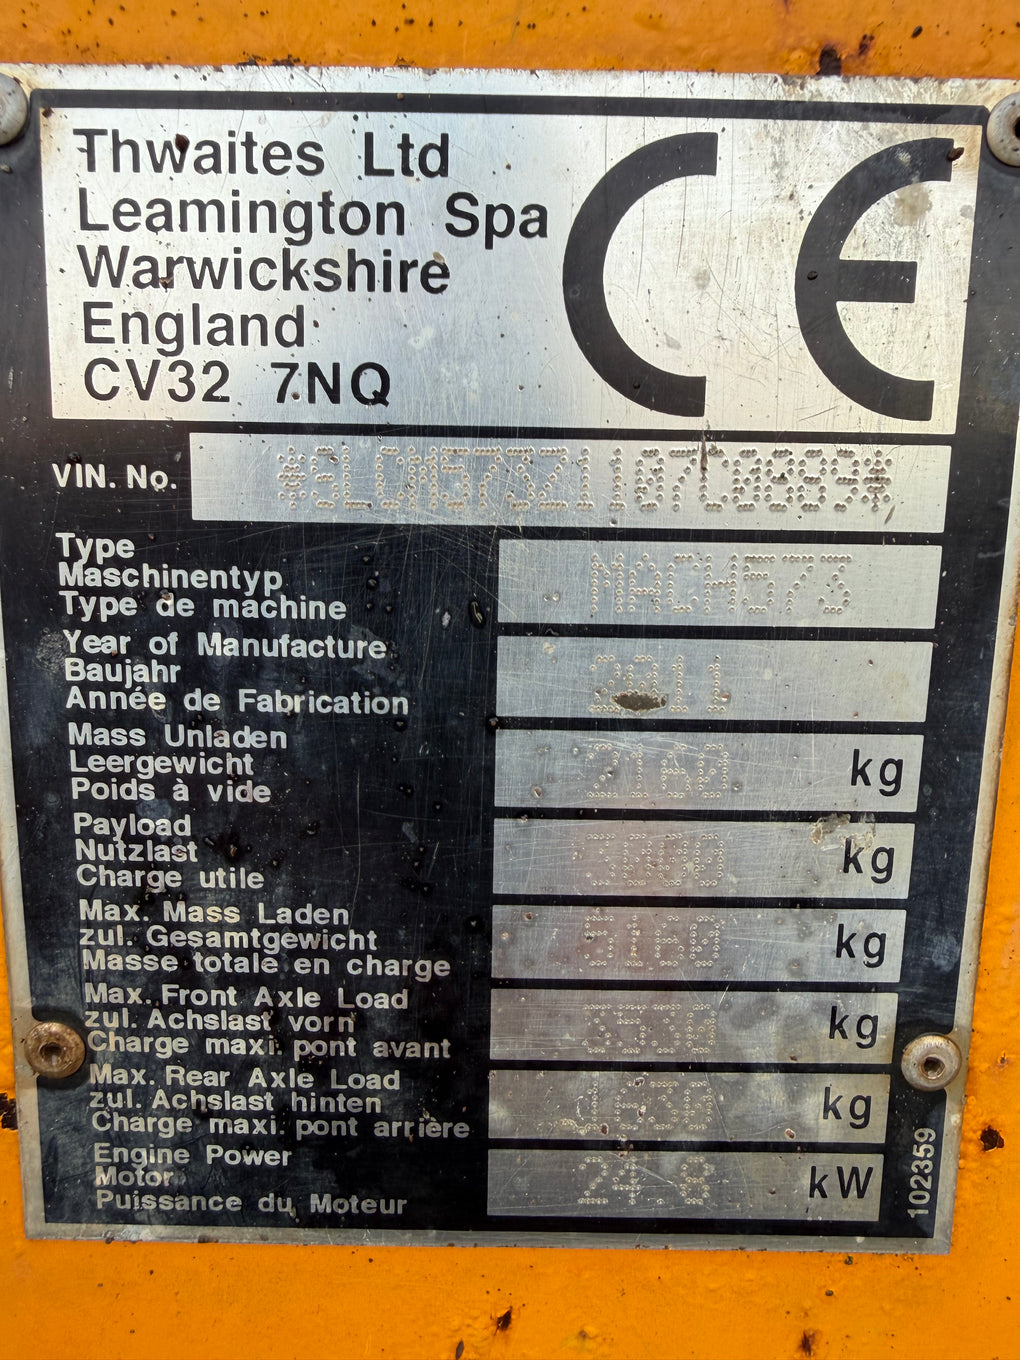 Thwaites Ltd
Leamington Spa
Warwickshire
England
CV32 7NQ
CE
VIN. No.
Type
Maschinentyp
Type de machine
MACH573
Year of Manufacture
Baujahr
Année de Fabrication
2011
Mass Unladen
Leergewicht
Poids à vide
2160 kg
Payload
Nutzlast
Charge utile
3000 kg
Max. Mass Laden
zul. Gesamtgewicht
Masse totale en charge
5160 kg
Max. Front Axle Load
zul. Achslast vorn
Charge maxi. pont avant
kg
Max. Rear Axle Load
zul. Achslast hinten
Charge maxi. pont arrière
kg
Engine Power
Motor
Puissance du Moteur
kW
102359